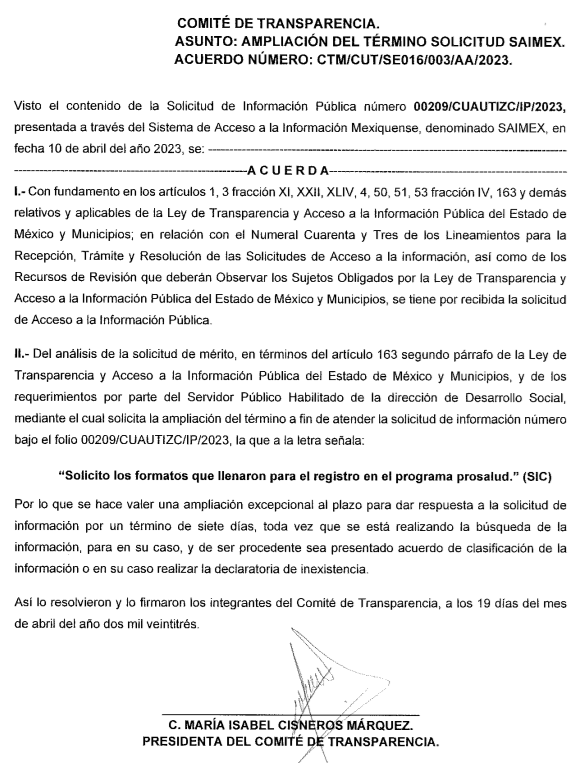 COMITÉ DE TRANSPARENCIA.
ASUNTO: AMPLIACIÓN DEL TÉRMINO SOLICITUD SAIMEX.
ACUERDO NÚMERO: CTM/CUT/SE016/003/AA/2023.
Visto el contenido de la Solicitud de Información Pública número 00209/CUAUTIZC/IP/2023,
presentada a través del Sistema de Acceso a la Información Mexiquense, denominado SAIMEX, en
fecha 10 de abril del año 2023, se: ------------------------------------------------------------------------
----------------------------------------------A C U E R D A----------------------------------------------
I.- Con fundamento en los artículos 1, 3 fracción XI, XXII, XLIV, 4, 50, 51, 53 fracción IV, 163 y demás
relativos y aplicables de la Ley de Transparencia y Acceso a la Información Pública del Estado de
México y Municipios; en relación con el Numeral Cuarenta y Tres de los Lineamientos para la
Recepción, Trámite y Resolución de las Solicitudes de Acceso a la información, así como de los
Recursos de Revisión que deberán Observar los Sujetos Obligados por la Ley de Transparencia y
Acceso a la Información Pública del Estado de México y Municipios, se tiene por recibida la solicitud
de Acceso a la Información Pública.
II.- Del análisis de la solicitud de mérito, en términos del artículo 163 segundo párrafo de la Ley de
Transparencia y Acceso a la Información Pública del Estado de México y Municipios, y de los
requerimientos por parte del Servidor Público Habilitado de la dirección de Desarrollo Social,
mediante el cual solicita la ampliación del término a fin de atender la solicitud de información número
bajo el folio 00209/CUAUTIZC/IP/2023, la que a la letra señala:
“Solicito los formatos que llenaron para el registro en el programa prosalud.” (SIC)
Por lo que se hace valer una ampliación excepcional al plazo para dar respuesta a la solicitud de
información por un término de siete días, toda vez que se está realizando la búsqueda de la
información, para en su caso, y de ser procedente sea presentado acuerdo de clasificación de la
información o en su caso realizar la declaratoria de inexistencia.
Así lo resolvieron y lo firmaron los integrantes del Comité de Transparencia, a los 19 días del mes
de abril del año dos mil veintitrés.
C. MARÍA ISABEL CISNEROS MÁRQUEZ.
PRESIDENTA DEL COMITÉ DE TRANSPARENCIA.